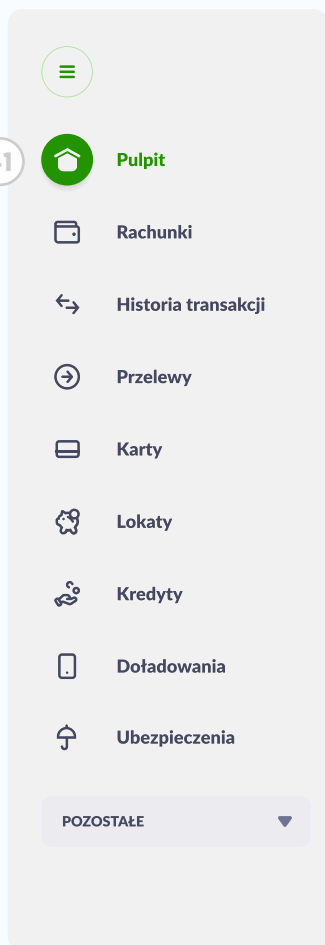 Pulpit
Rachunki
Historia transakcji
Przelewy
Karty
Lokaty
Kredyty
Doładowania
Ubezpieczenia
POZOSTAŁE